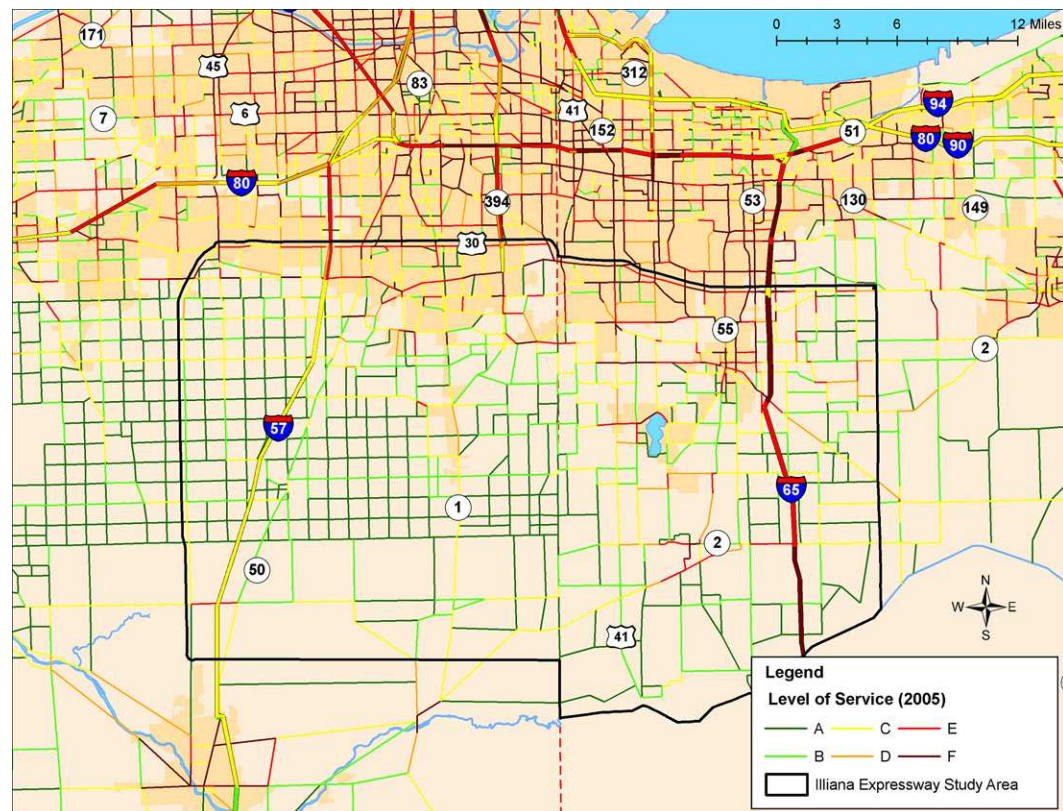 0 3 6 12 Miles
171
45
83
312
94
7
6
41
152
51
80
90
80
394
53
130
149
30
55
2
57
65
1
2
50
41
N
W E
S
Legend
Level of Service (2005)
A C E
B D F
Illiana Expressway Study Area